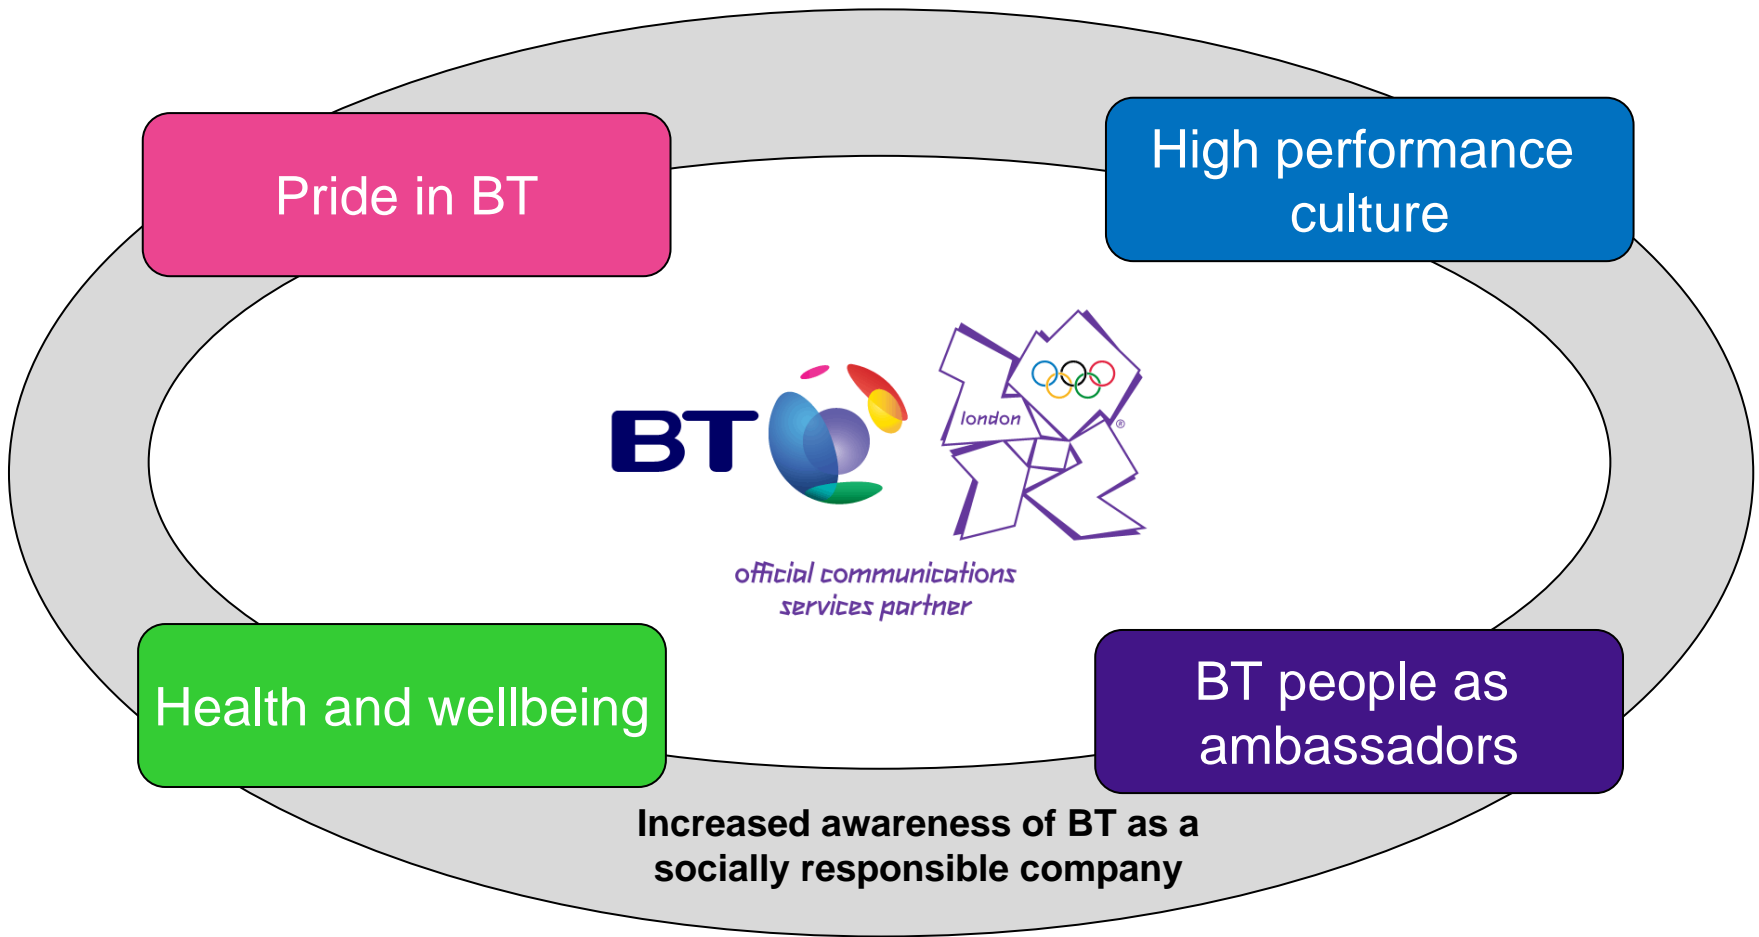 Pride in BT
High performance
culture
BT
london
®
official communications
services partner
Health and wellbeing
BT people as
ambassadors
Increased awareness of BT as a
socially responsible company